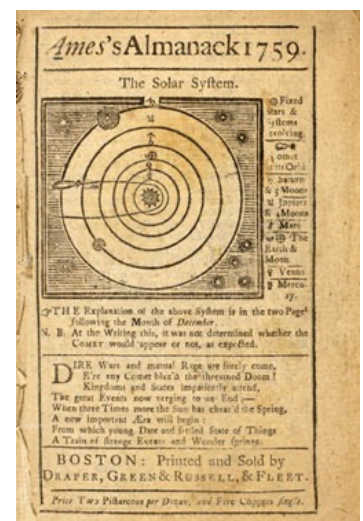 Ames's Almanack 1759.
The Solar System.
Fixed
Stars &
Systems
revolving.
Comet
Orbit
Saturn
& 5 Moons
Jupiter
& 4 Moons
Mars
The
Earth &
Moon
Venus
Mercu-
ry.
THE Explanation of the above System is in the two Pages
following the Month of December.
N. B. At the Writing this, it was not determined whether the
COMET would appear or not, as expected.
DIRE Wars and mutual Rage are surely come,
E're any Comet blaz'd the threatned Doom!
Kingdoms and States impatiently attend,
The great Events now verging to an End;—
When three Times more the Sun has chear'd the Spring,
A new important Æra will begin:
From which young Date and settled State of Things
A Train of strange Events and Wonder springs.
BOSTON: Printed and Sold by
DRAPER, GREEN & RUSSELL, & FLEET.
Price Two Pistareens per Dozen, and Five Coppers single.